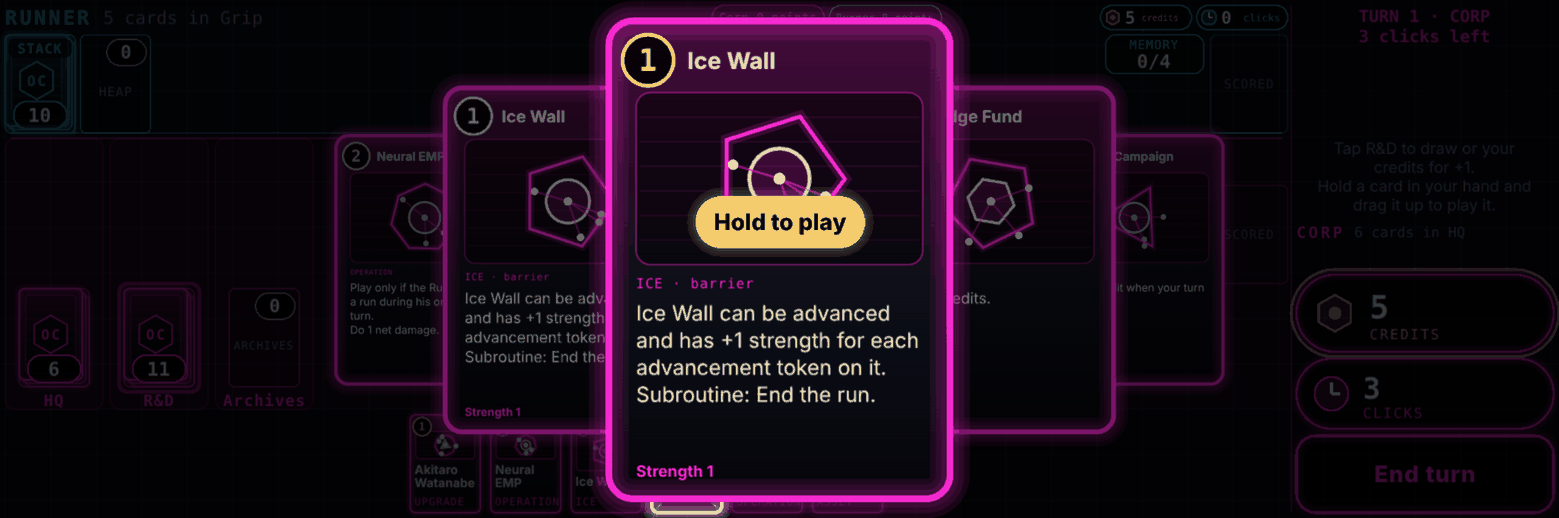 RUNNER 5 cards in Grip
5 credits
0 clicks
TURN 1 · CORP
3 clicks left
STACK
OC
10
0
HEAP
MEMORY
0/4
SCORED
1 Ice Wall
Hold to play
ICE · barrier
Ice Wall can be advanced
and has +1 strength for each
advancement token on it.
Subroutine: End the run.
Strength 1
1 Ice Wall
ICE · barrier
Ice Wall can be
and has +1 strength
advancement token
Subroutine: End the
Strength 1
2 Neural EMP
OPERATION
Play only if the
a run during his
turn.
Do 1 net damage.
Fund
Campaign
it when your turn
SCORED
Tap R&D to draw or your
credits for +1.
Hold a card in your hand and
drag it up to play it.
CORP 6 cards in HQ
5
CREDITS
3
CLICKS
End turn
OC
6
HQ
OC
11
R&D
0
ARCHIVES
Archives
1
Akitaro
Watanabe
UPGRADE
Neural
EMP
OPERATION
Ice
ICE